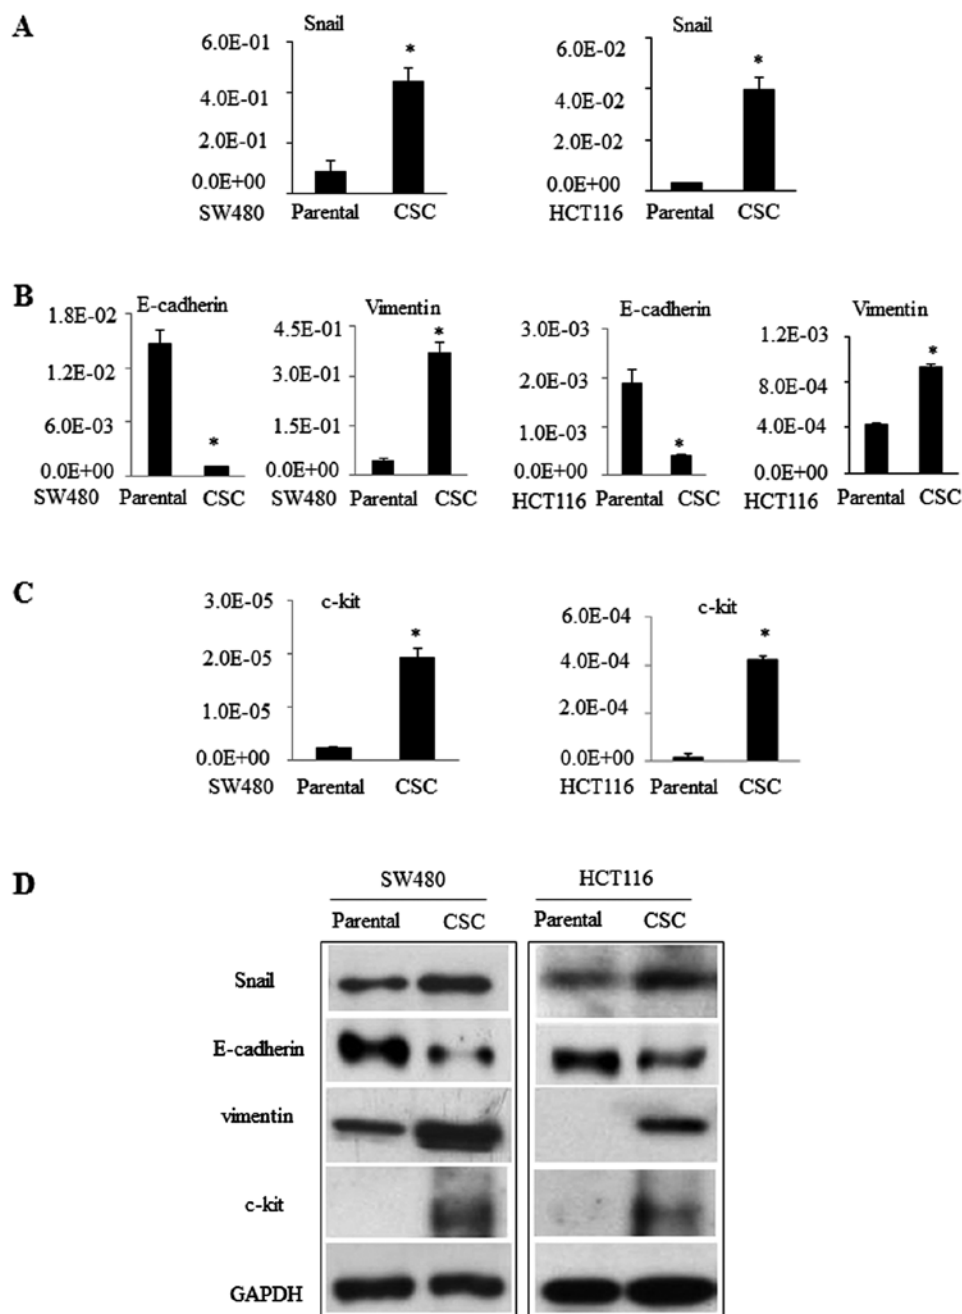 A
Snail
6.0E-01
*
4.0E-01
2.0E-01
0.0E+00
SW480 Parental CSC
Snail
6.0E-02
*
4.0E-02
2.0E-02
0.0E+00
HCT116 Parental CSC
B
E-cadherin
1.8E-02
1.2E-02
6.0E-03
*
0.0E+00
SW480 Parental CSC
Vimentin
4.5E-01
*
3.0E-01
1.5E-01
0.0E+00
SW480 Parental CSC
E-cadherin
3.0E-03
2.0E-03
1.0E-03
*
0.0E+00
HCT116 Parental CSC
Vimentin
1.2E-03
*
8.0E-04
4.0E-04
0.0E+00
HCT116 Parental CSC
C
c-kit
3.0E-05
*
2.0E-05
1.0E-05
0.0E+00
SW480 Parental CSC
c-kit
6.0E-04
*
4.0E-04
2.0E-04
0.0E+00
HCT116 Parental CSC
D
SW480 HCT116
Parental CSC Parental CSC
Snail
E-cadherin
vimentin
c-kit
GAPDH